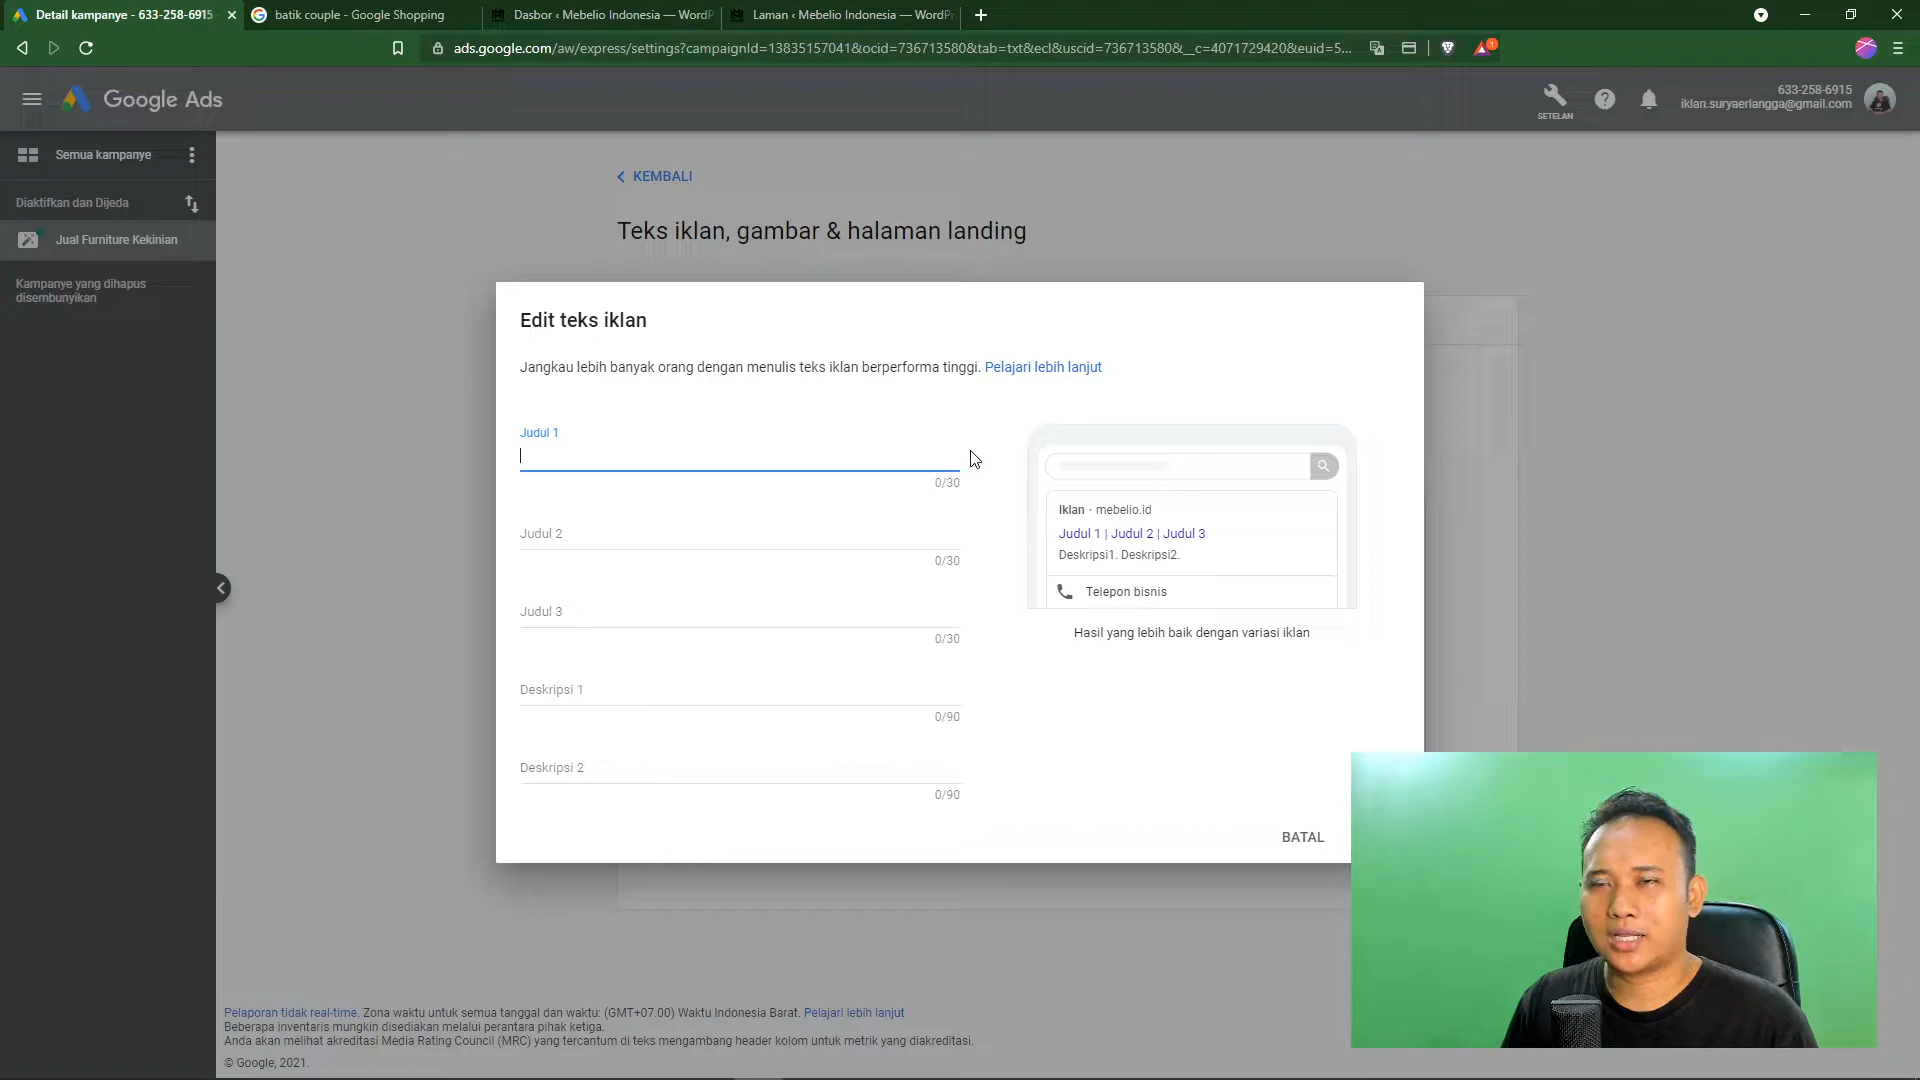 Detail kampanye - 633-258-6915
batik couple - Google Shopping
Dasbor ‹ Mebelio Indonesia — WordP
Laman ‹ Mebelio Indonesia — WordPr
ads.google.com/aw/express/settings?campaignId=13835157041&ocid=736713580&tab=txt&ecl&uscid=736713580&__c=4071729420&euid=5...
1
Google Ads
SETELAN
633-258-6915
iklan.suryaerlangga@gmail.com
Semua kampanye
Diaktifkan dan Dijeda
Jual Furniture Kekinian
Kampanye yang dihapus
disembunyikan
KEMBALI
Teks iklan, gambar & halaman landing
Edit teks iklan
Jangkau lebih banyak orang dengan menulis teks iklan berperforma tinggi. Pelajari lebih lanjut
Judul 1
0/30
Judul 2
0/30
Judul 3
0/30
Deskripsi 1
0/90
Deskripsi 2
0/90
Iklan · mebelio.id
Judul 1 | Judul 2 | Judul 3
Deskripsi1. Deskripsi2.
Telepon bisnis
Hasil yang lebih baik dengan variasi iklan
BATAL
Pelaporan tidak real-time. Zona waktu untuk semua tanggal dan waktu: (GMT+07.00) Waktu Indonesia Barat. Pelajari lebih lanjut
Beberapa inventaris mungkin disediakan melalui perantara pihak ketiga.
Anda akan melihat akreditasi Media Rating Council (MRC) yang tercantum di teks mengambang header kolom untuk metrik yang diakreditasi.
© Google, 2021.